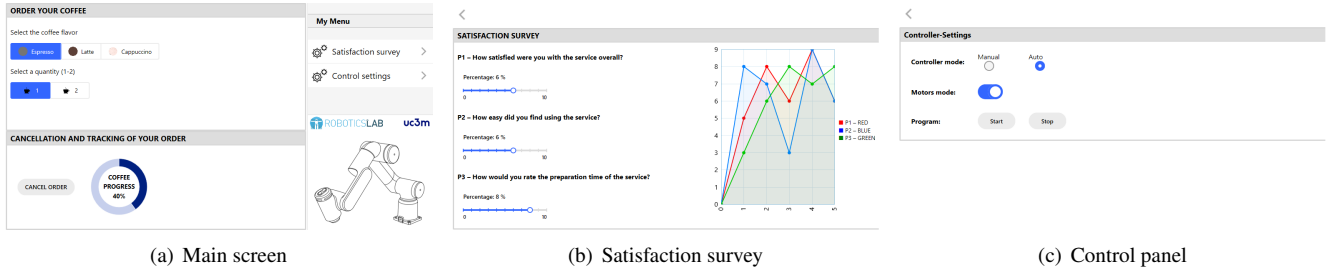 ORDER YOUR COFFEE
Select the coffee flavor
Espresso Latte Cappuccino
Select a quantity (1-2)
1 2
CANCELLATION AND TRACKING OF YOUR ORDER
CANCEL ORDER
COFFEE
PROGRESS
40%
My Menu
Satisfaction survey
Control settings
ROBOTICSLAB uc3m
(a) Main screen
SATISFACTION SURVEY
P1 – How satisfied were you with the service overall?
Percentage: 6 %
0 10
P2 – How easy did you find using the service?
Percentage: 6 %
0 10
P3 – How would you rate the preparation time of the service?
Percentage: 8 %
0 10
9
8
7
6
5
4
3
2
1
0
0 1 2 3 4 5
P1 – RED
P2 – BLUE
P3 – GREEN
(b) Satisfaction survey
Controller-Settings
Controller mode: Manual Auto
Motors mode:
Program: Start Stop
(c) Control panel